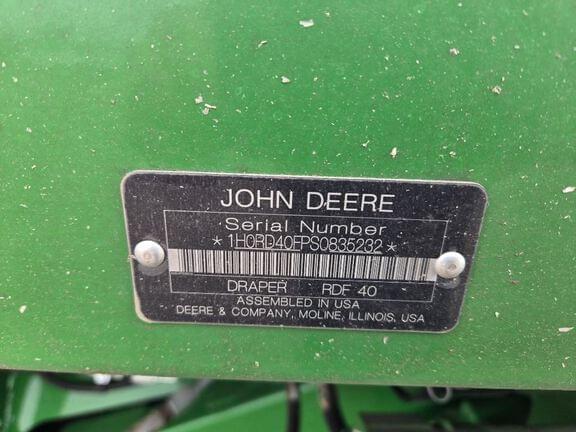 JOHN DEERE
Serial Number
*1H0RD40FPS0835232*
DRAPER RDF 40
ASSEMBLED IN USA
DEERE & COMPANY, MOLINE, ILLINOIS, USA